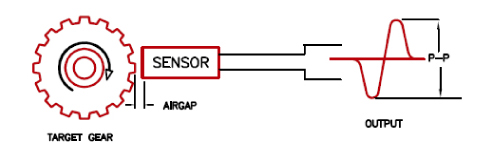 SENSOR
P-P
AIRGAP
TARGET GEAR
OUTPUT